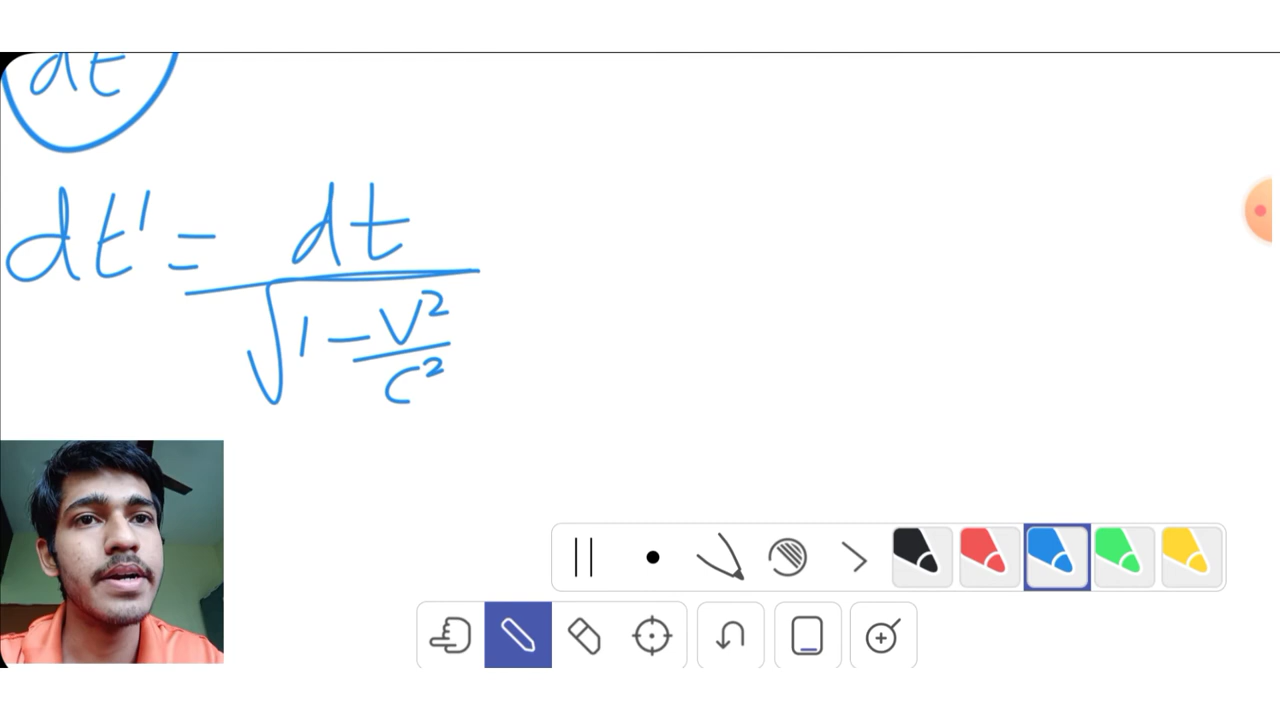 dt
dt' = dt
√1-V²
C²